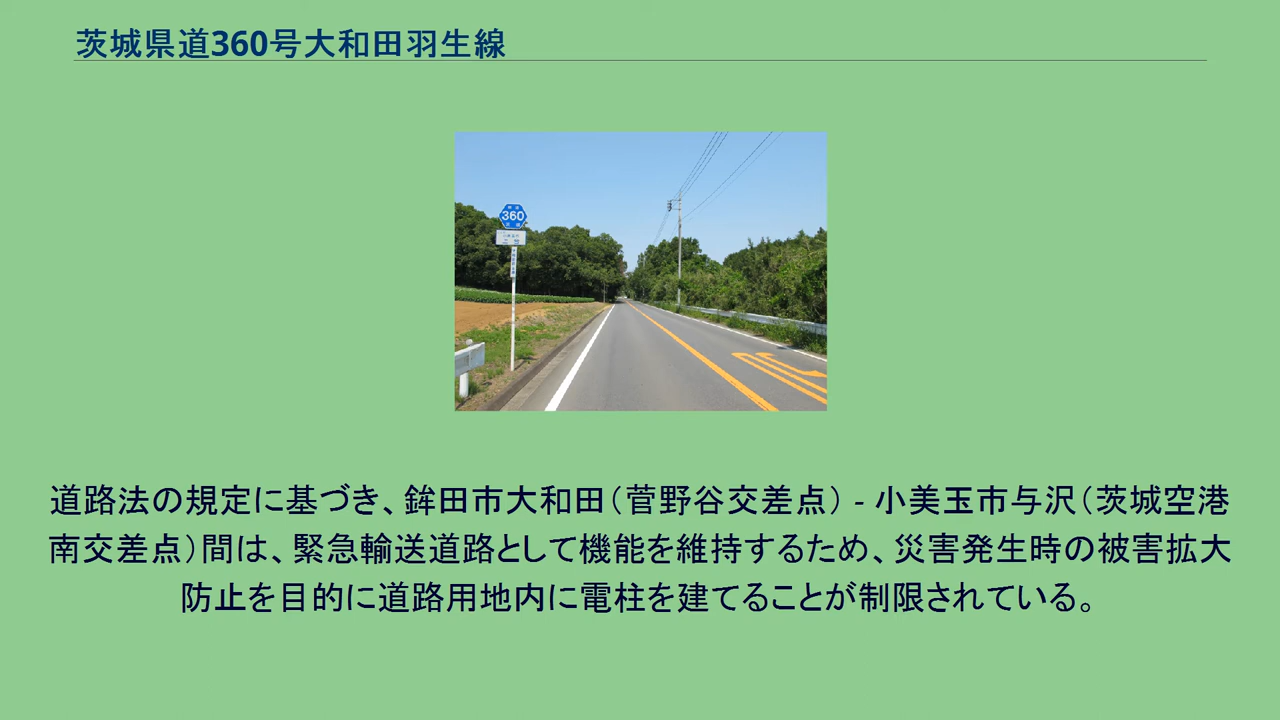 茨城県道360号大和田羽生線
360
道路法の規定に基づき、鉾田市大和田（菅野谷交差点） - 小美玉市与沢（茨城空港
南交差点）間は、緊急輸送道路として機能を維持するため、災害発生時の被害拡大
防止を目的に道路用地内に電柱を建てることが制限されている。